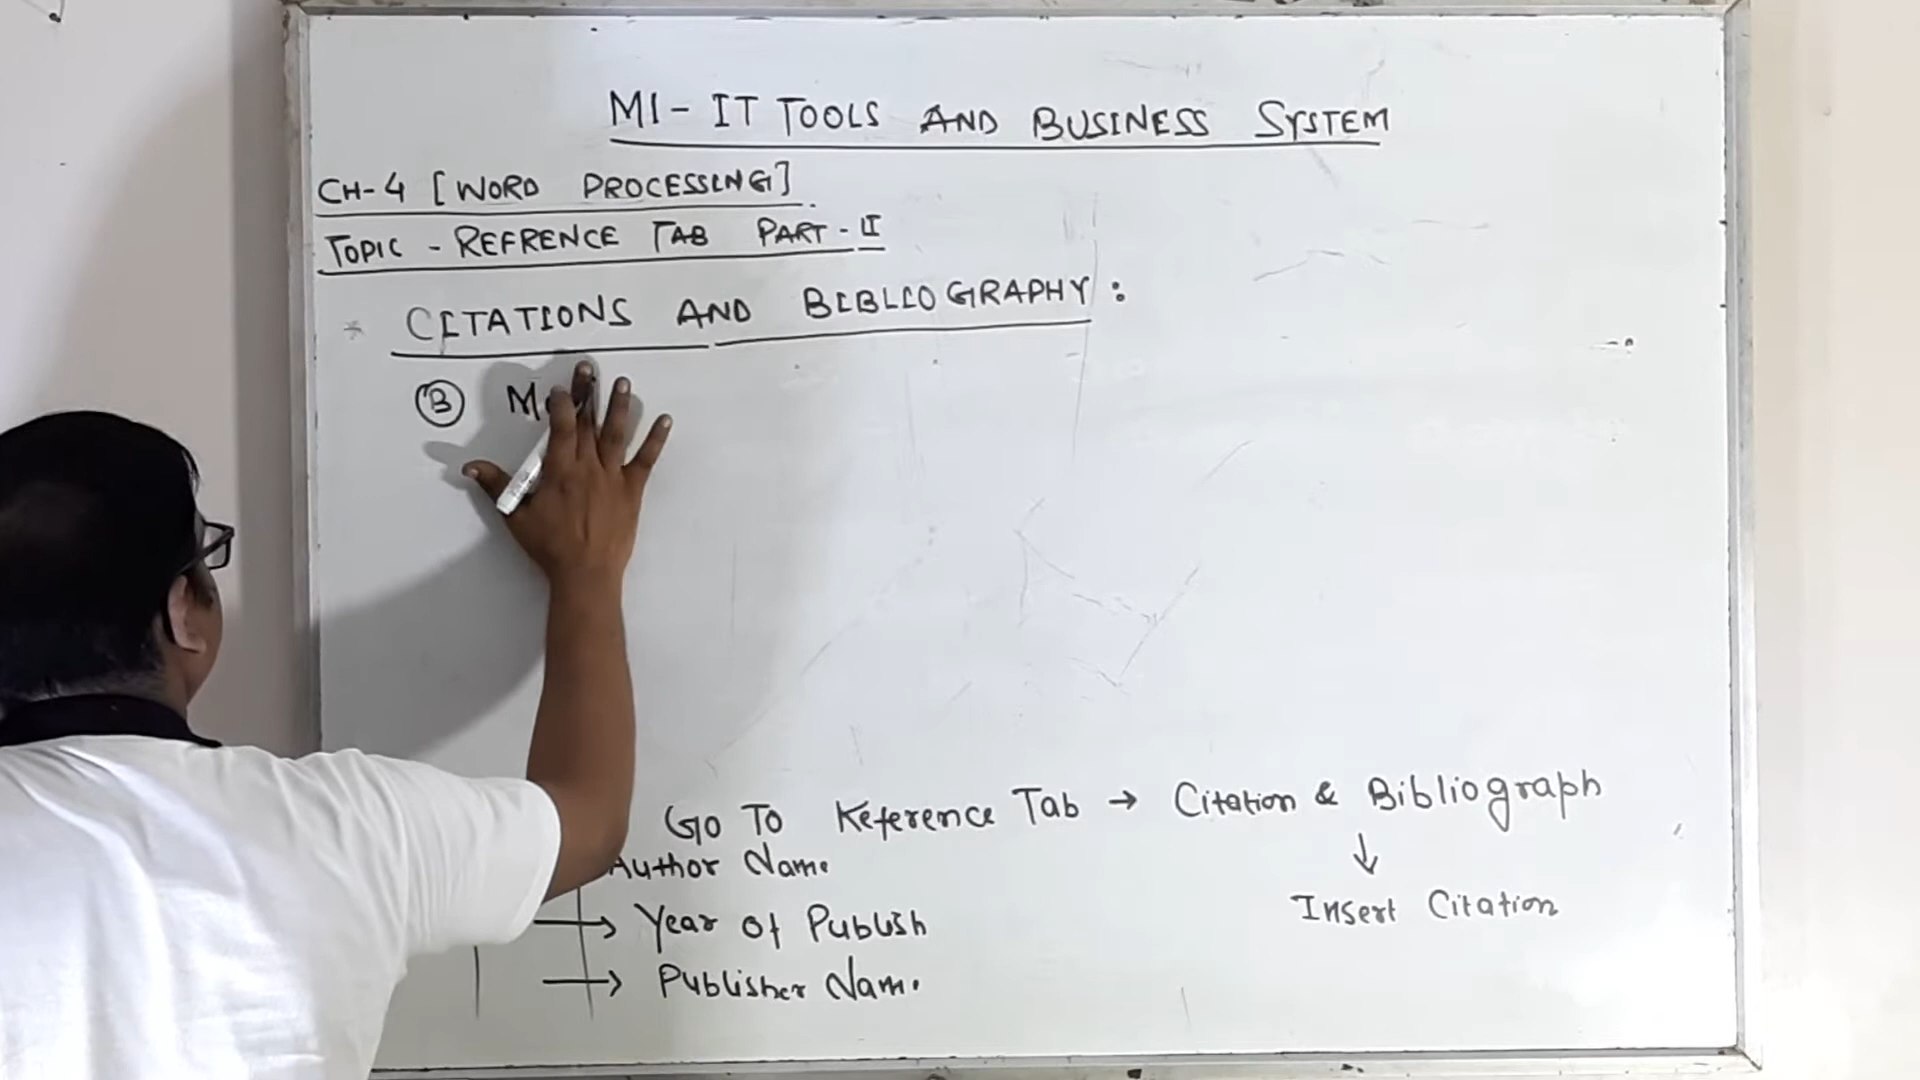 M1 - IT TOOLS AND BUSINESS SYSTEM
CH-4 [WORD PROCESSING]
TOPIC - REFRENCE TAB PART - II
* CITATIONS AND BIBLIOGRAPHY :
B
GO TO Reference Tab → Citation & Bibliograph
↓
Insert Citation
Author Name
→ Year of Publish
→ Publisher Name